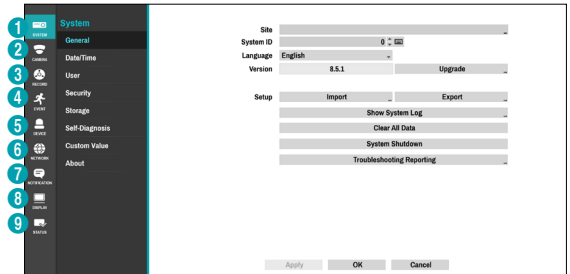 1
SYSTEM
2
CAMERA
3
RECORD
4
EVENT
5
DEVICE
6
NETWORK
7
NOTIFICATION
8
DISPLAY
9
STATUS
System
General
Date/Time
User
Security
Storage
Self-Diagnosis
Custom Value
About
Site
System ID 0
Language English
Version 8.5.1 Upgrade
Setup Import Export
Show System Log
Clear All Data
System Shutdown
Troubleshooting Reporting
Apply OK Cancel